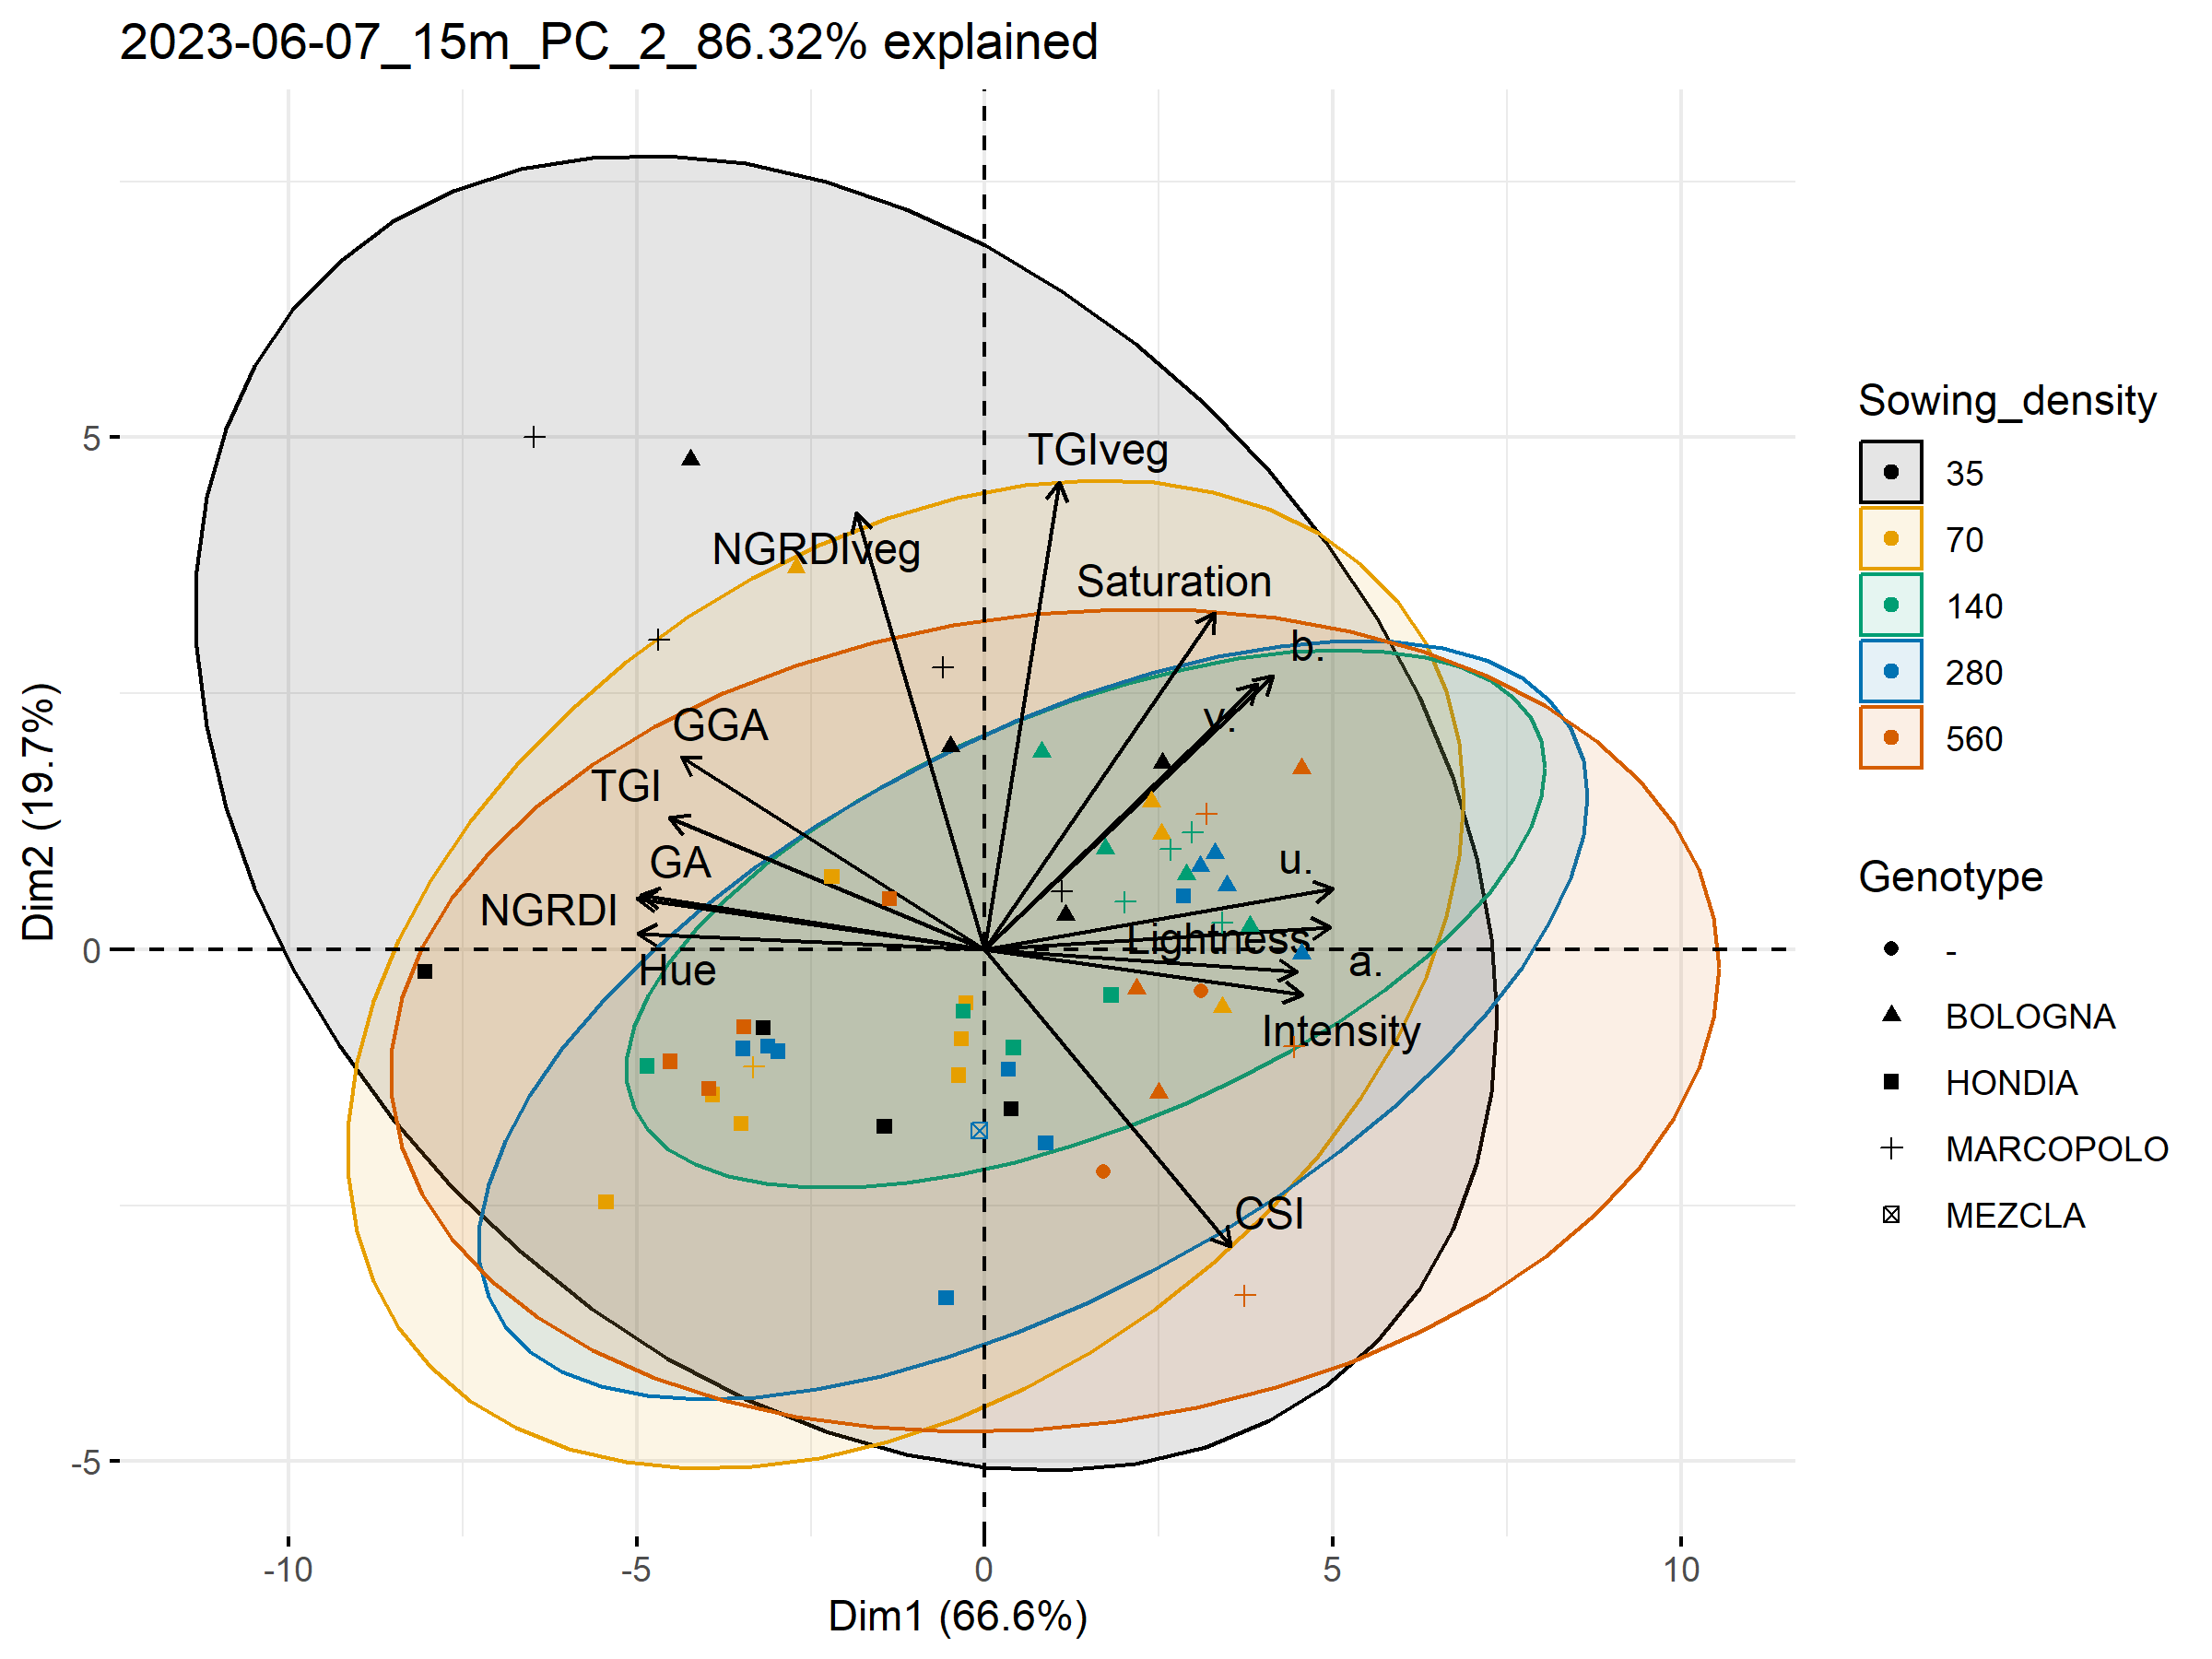 2023-06-07_15m_PC_2_86.32% explained
TGIveg
NGRDIveg
Saturation
b.
v.
GGA
TGI
GA
u.
NGRDI
Lightness
a.
Hue
Intensity
CSI
5
0
-5
-10
-5
0
5
10
Dim1 (66.6%)
Dim2 (19.7%)
Sowing_density
35
70
140
280
560
Genotype
-
BOLOGNA
HONDIA
MARCOPOLO
MEZCLA